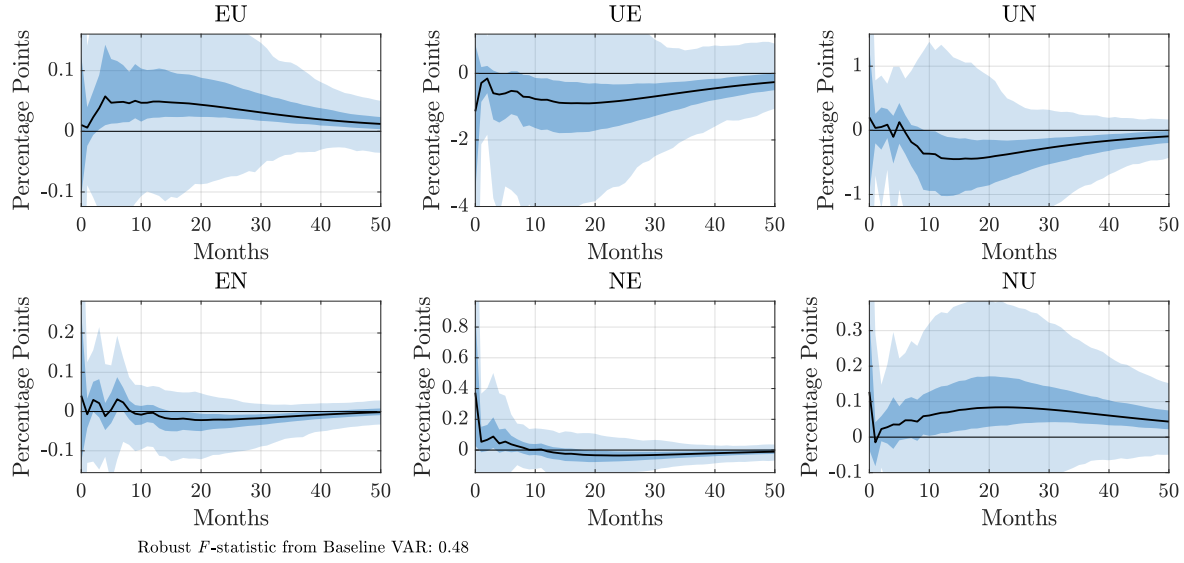 EU
UE
UN
Percentage Points
0.1
0
-0.1
0 10 20 30 40 50
Months
Percentage Points
0
-2
-4
0 10 20 30 40 50
Months
Percentage Points
1
0
-1
0 10 20 30 40 50
Months
EN
NE
NU
Percentage Points
0.2
0.1
0
-0.1
0 10 20 30 40 50
Months
Percentage Points
0.8
0.6
0.4
0.2
0
0 10 20 30 40 50
Months
Percentage Points
0.3
0.2
0.1
0
-0.1
0 10 20 30 40 50
Months
Robust F-statistic from Baseline VAR: 0.48